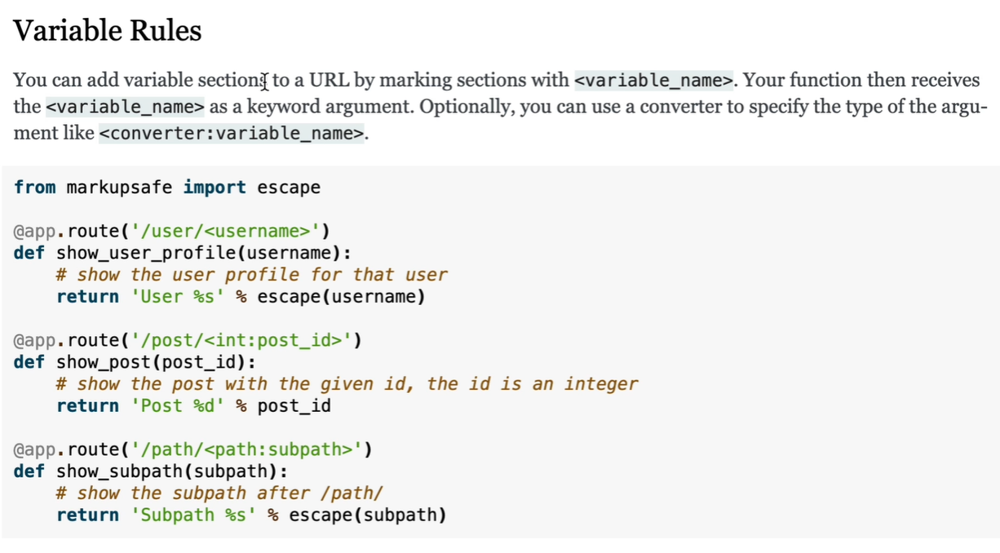 Variable Rules
You can add variable sections to a URL by marking sections with <variable_name>. Your function then receives
the <variable_name> as a keyword argument. Optionally, you can use a converter to specify the type of the argu-
ment like <converter:variable_name>.
from markupsafe import escape
@app.route('/user/<username>')
def show_user_profile(username):
    # show the user profile for that user
    return 'User %s' % escape(username)
@app.route('/post/<int:post_id>')
def show_post(post_id):
    # show the post with the given id, the id is an integer
    return 'Post %d' % post_id
@app.route('/path/<path:subpath>')
def show_subpath(subpath):
    # show the subpath after /path/
    return 'Subpath %s' % escape(subpath)